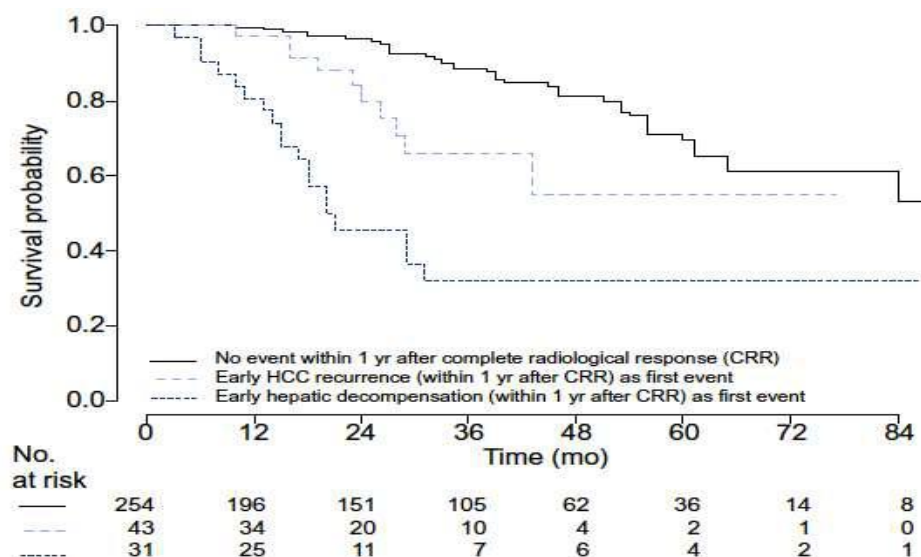 1.0
0.8
0.6
0.4
0.2
0.0
Survival probability
No event within 1 yr after complete radiological response (CRR)
Early HCC recurrence (within 1 yr after CRR) as first event
Early hepatic decompensation (within 1 yr after CRR) as first event
0 12 24 36 48 60 72 84
Time (mo)
No.
at risk
254 196 151 105 62 36 14 8
43 34 20 10 4 2 1 0
31 25 11 7 6 4 2 1